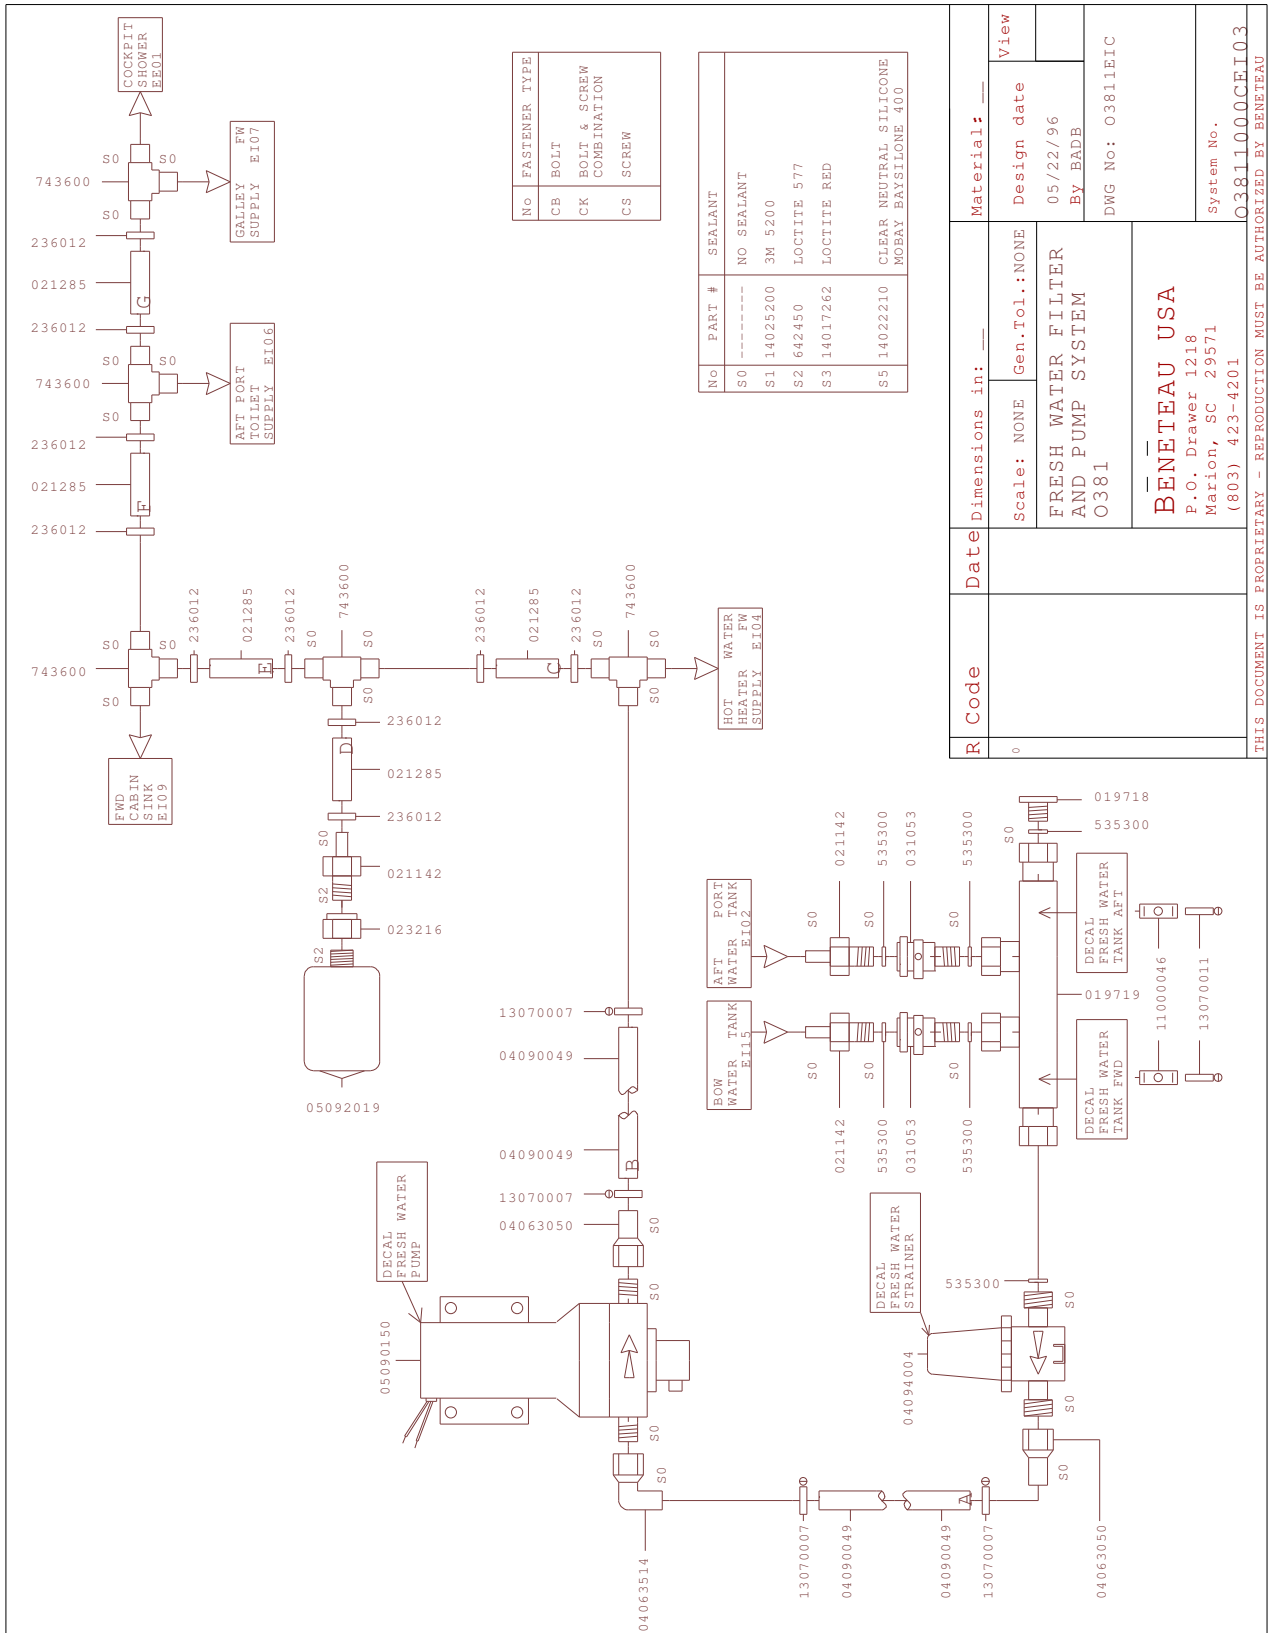 COCKPIT
SHOWER
EE01
S0
S0
743600
S0
GALLEY FW
SUPPLY EI07
236012
021285
G
236012
S0
S0
743600
S0
AFT PORT
TOILET
SUPPLY EI06
236012
021285
F
236012
S0
S0
743600
S0
FWD
CABIN
SINK
EI09
236012
021285
E
236012
S0
743600
S0
S0
236012
021285
C
236012
S0
743600
S0
S0
HOT WATER
HEATER FW
SUPPLY EI04
236012
D
021285
236012
S0
021142
S2
023216
S2
05092019
13070007
04090049
04090049
B
13070007
04063050
S0
S0
DECAL
FRESH WATER
PUMP
05090150
S0
S0
04063514
13070007
04090049
04090049
A
13070007
04063050
S0
S0
S0
535300
04094004
DECAL
FRESH WATER
STRAINER
BOW
WATER TANK
EI15
AFT PORT
WATER TANK
EI02
021142
535300
031053
535300
S0
S0
S0
021142
535300
031053
535300
S0
S0
S0
S0
019718
535300
DECAL
FRESH WATER
TANK AFT
019719
DECAL
FRESH WATER
TANK FWD
11000046
13070011
No FASTENER TYPE
CB BOLT
CK BOLT & SCREW
COMBINATION
CS SCREW
No PART # SEALANT
S0 -------- NO SEALANT
S1 14025200 3M 5200
S2 642450 LOCTITE 577
S3 14017262 LOCTITE RED
S5 14022210 CLEAR NEUTRAL SILICONE
MOBAY BAYSILONE 400
R Code Date Dimensions in: __ Material: __
0
Scale: NONE Gen.Tol.:NONE Design date View
05/22/96
By BADB
FRESH WATER FILTER
AND PUMP SYSTEM
O381
DWG No: O3811EIC
BENETEAU USA
P.O. Drawer 1218
Marion, SC 29571
(803) 423-4201
System No.
O3811000CEI03
THIS DOCUMENT IS PROPRIETARY - REPRODUCTION MUST BE AUTHORIZED BY BENETEAU